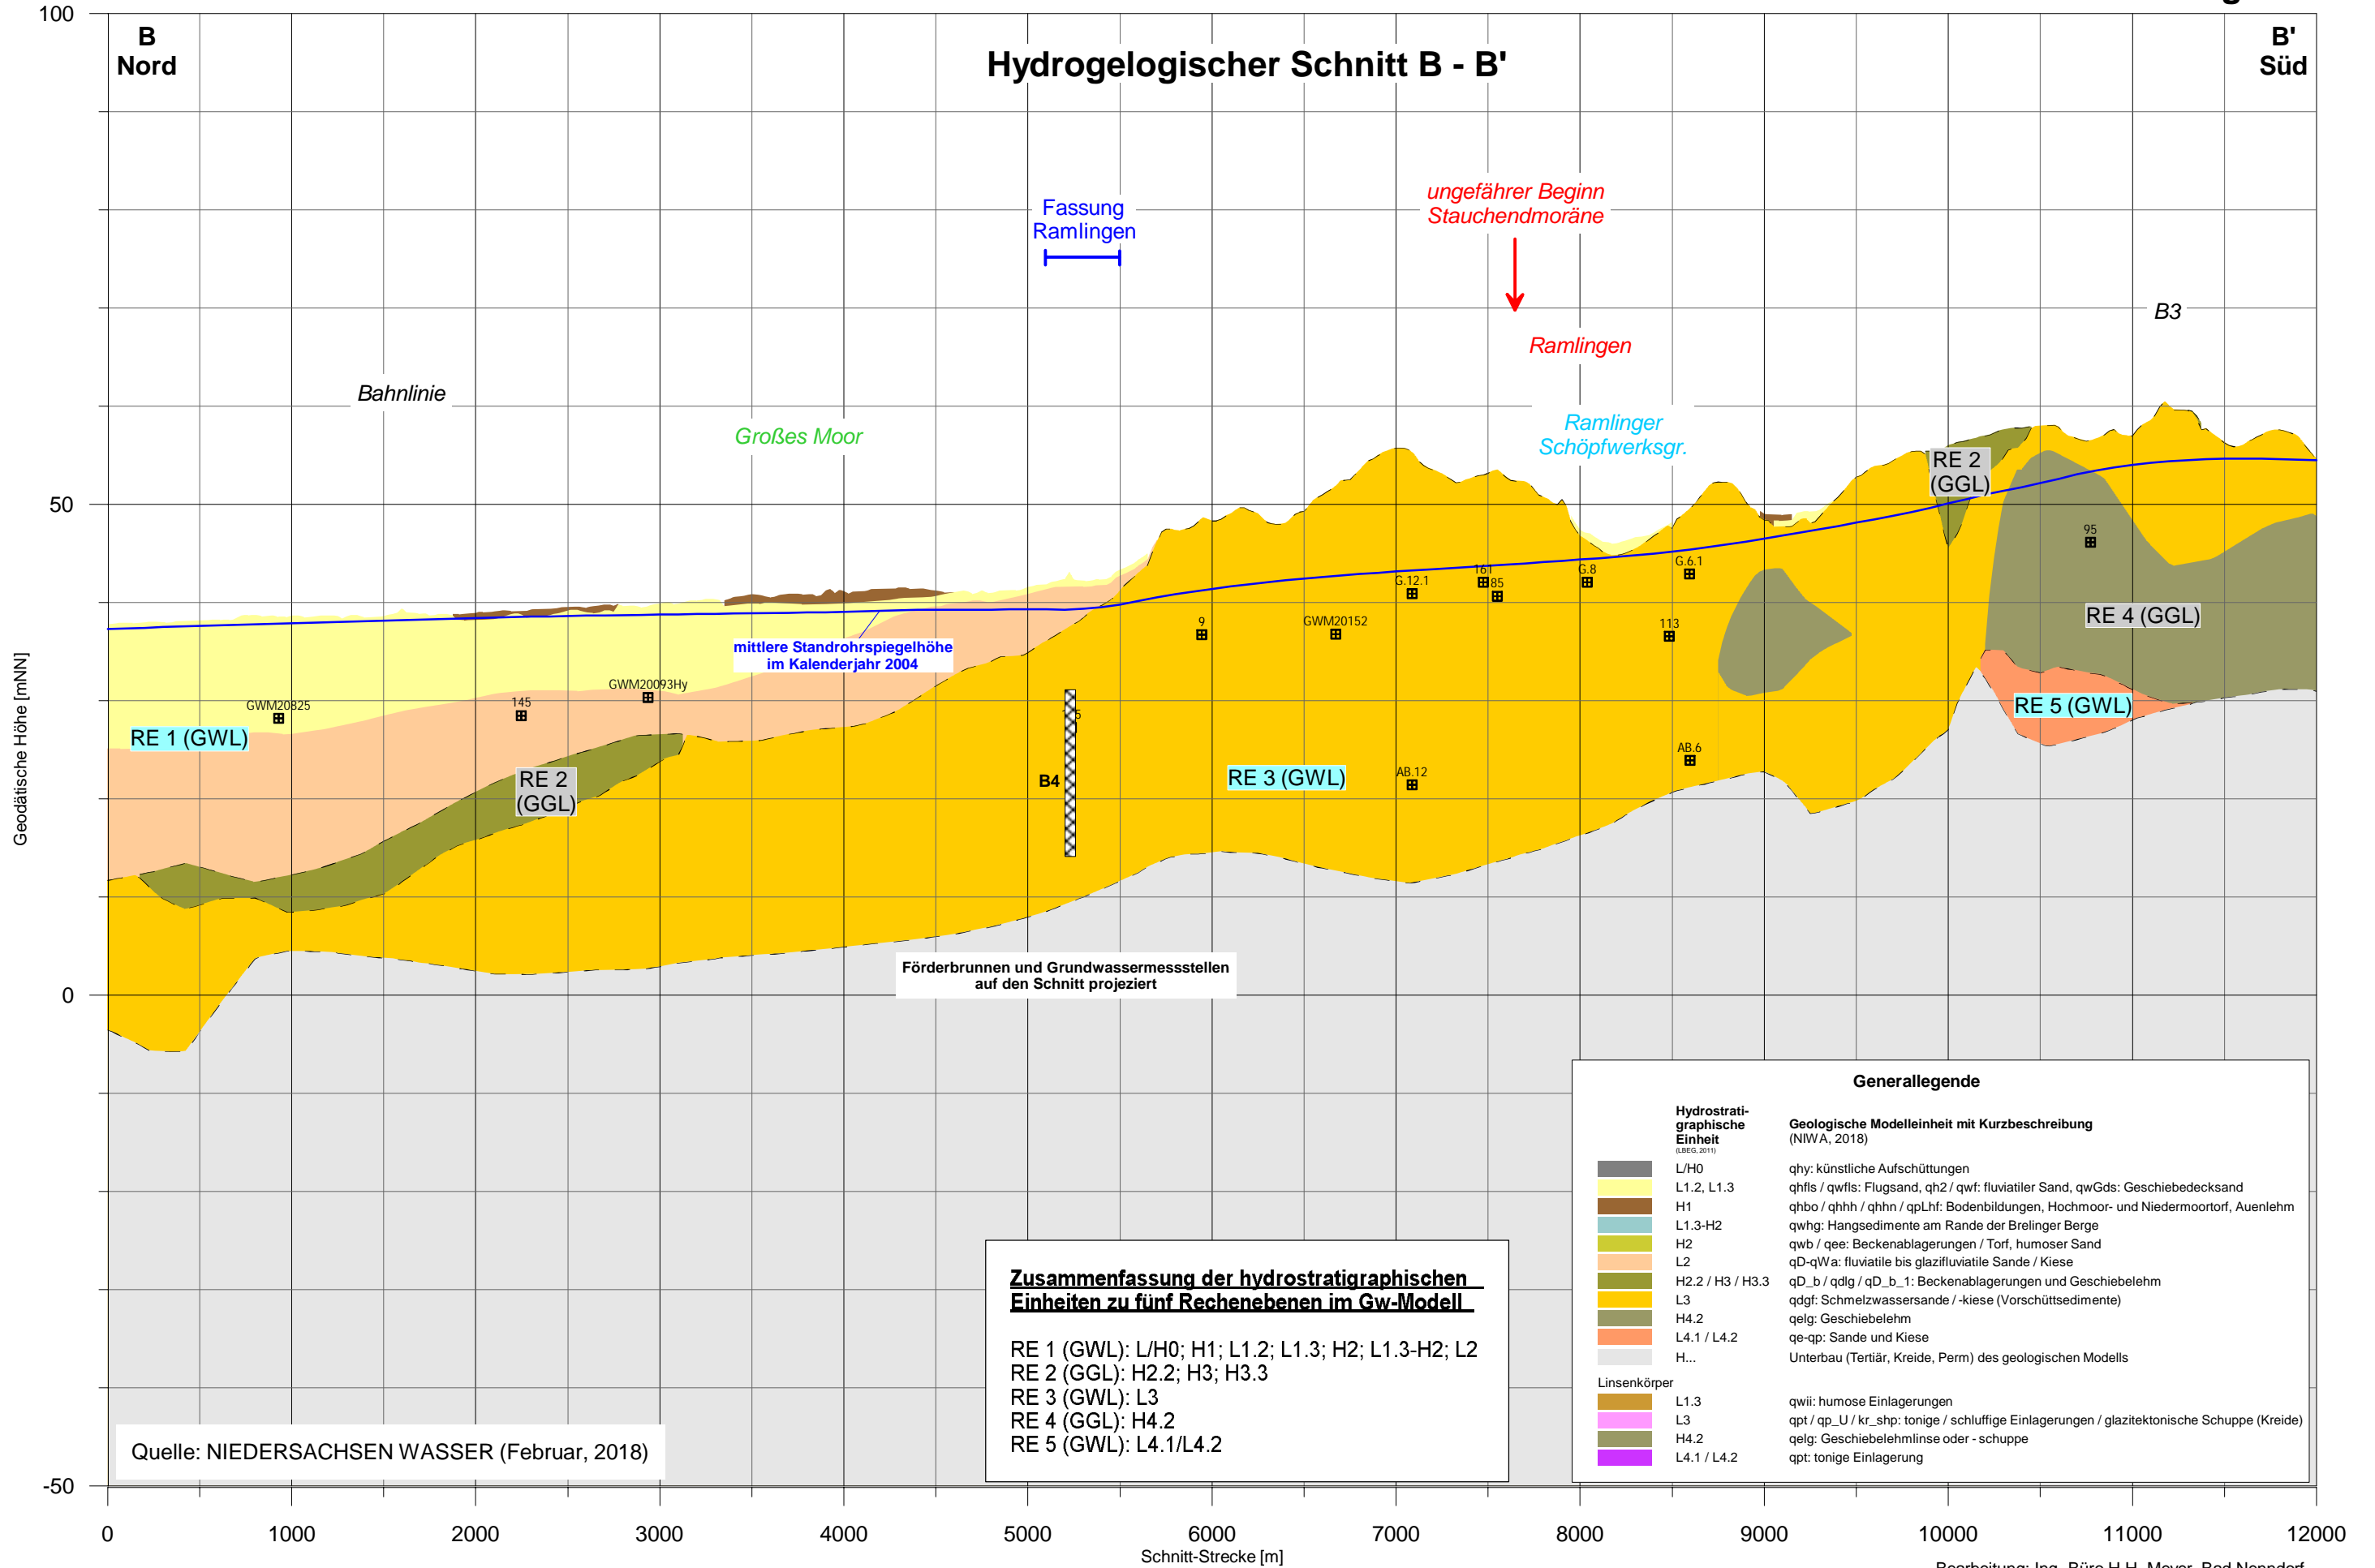 100
B
Nord
Hydrogelogischer Schnitt B - B'
B'
Süd
ungefährer Beginn
Stauchendmoräne
Fassung
Ramlingen
B3
Ramlingen
Bahnlinie
Großes Moor
Ramlinger
Schöpfwerksgr.
50
RE 2
(GGL)
95
G.12.1
161
85
G.8
G.6.1
9
GWM20152
113
RE 4 (GGL)
mittlere Standrohrspiegelhöhe
im Kalenderjahr 2004
GWM20825
145
GWM20093Hy
RE 1 (GWL)
RE 5 (GWL)
RE 2
(GGL)
B4
RE 3 (GWL)
AB.12
AB.6
Geodätische Höhe [mNN]
Förderbrunnen und Grundwassermessstellen
auf den Schnitt projeziert
0
Generallegende
Hydrostrati-
graphische
Einheit
(LBEG, 2011)
Geologische Modelleinheit mit Kurzbeschreibung
(NIWA, 2018)
L/H0 qhy: künstliche Aufschüttungen
L1.2, L1.3 qhfls / qwfls: Flugsand, qh2 / qwf: fluviatiler Sand, qwGds: Geschiebedecksand
H1 qhbo / qhhh / qhhn / qpLhf: Bodenbildungen, Hochmoor- und Niedermoortorf, Auenlehm
L1.3-H2 qwhg: Hangsedimente am Rande der Brelinger Berge
H2 qwb / qee: Beckenablagerungen / Torf, humoser Sand
L2 qD-qWa: fluviatile bis glazifluviatile Sande / Kiese
H2.2 / H3 / H3.3 qD_b / qdlg / qD_b_1: Beckenablagerungen und Geschiebelehm
L3 qdgf: Schmelzwassersande / -kiese (Vorschüttsedimente)
H4.2 qelg: Geschiebelehm
L4.1 / L4.2 qe-qp: Sande und Kiese
H... Unterbau (Tertiär, Kreide, Perm) des geologischen Modells
Linsenkörper
L1.3 qwii: humose Einlagerungen
L3 qpt / qp_U / kr_shp: tonige / schluffige Einlagerungen / glazitektonische Schuppe (Kreide)
H4.2 qelg: Geschiebelehmlinse oder - schuppe
L4.1 / L4.2 qpt: tonige Einlagerung
Zusammenfassung der hydrostratigraphischen
Einheiten zu fünf Rechenebenen im Gw-Modell
RE 1 (GWL): L/H0; H1; L1.2; L1.3; H2; L1.3-H2; L2
RE 2 (GGL): H2.2; H3; H3.3
RE 3 (GWL): L3
RE 4 (GGL): H4.2
RE 5 (GWL): L4.1/L4.2
Quelle: NIEDERSACHSEN WASSER (Februar, 2018)
-50
0 1000 2000 3000 4000 5000 6000 7000 8000 9000 10000 11000 12000
Schnitt-Strecke [m]
Bearbeitung: Ing.-Büro H.H. Meyer, Bad Nenndorf